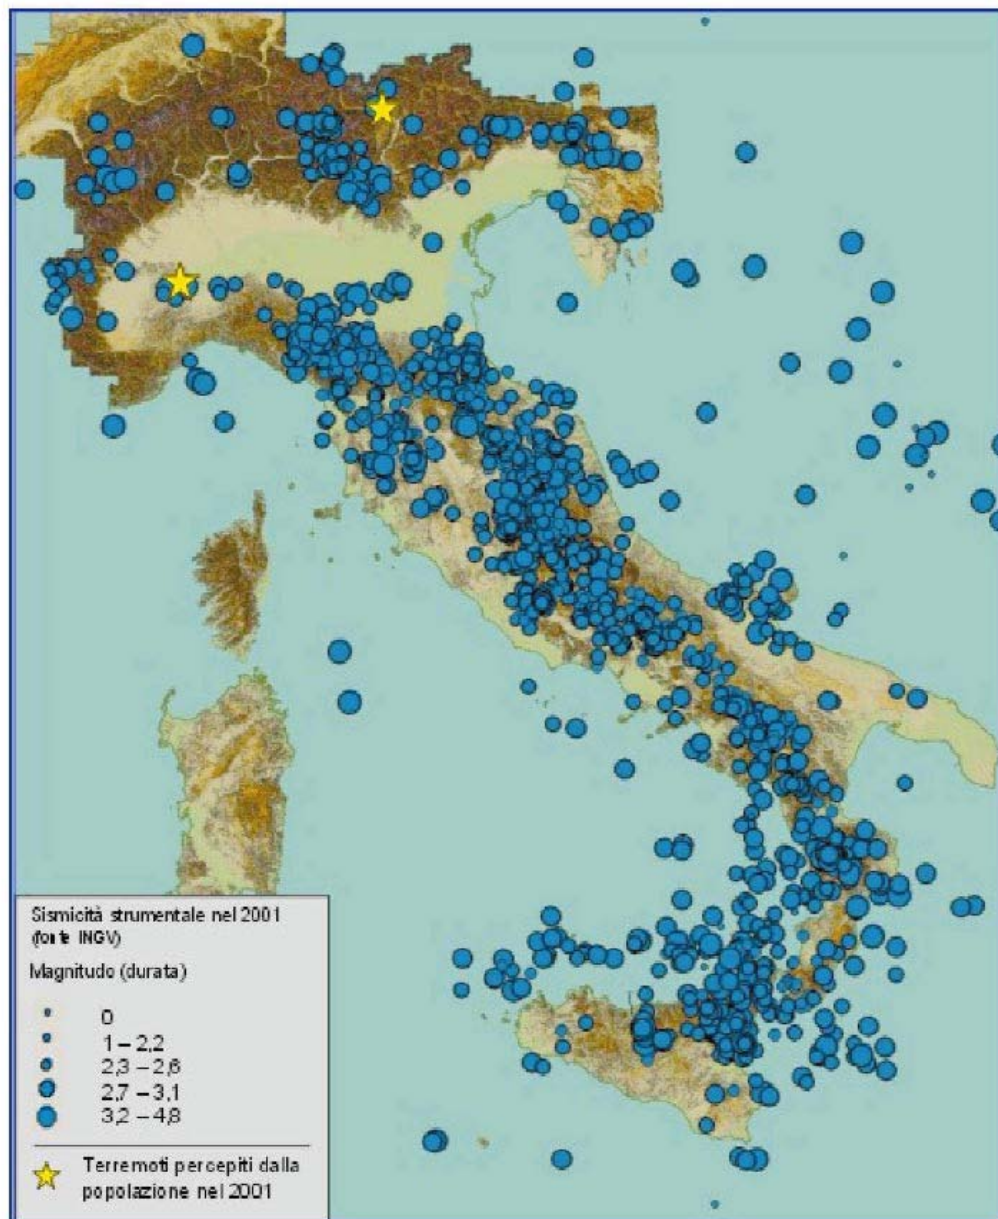 Sismicità strumentale nel 2001
(fonte INGV)
Magnitudo (durata)
0
1 – 2,2
2,3 – 2,6
2,7 – 3,1
3,2 – 4,8
Terremoti percepiti dalla
popolazione nel 2001